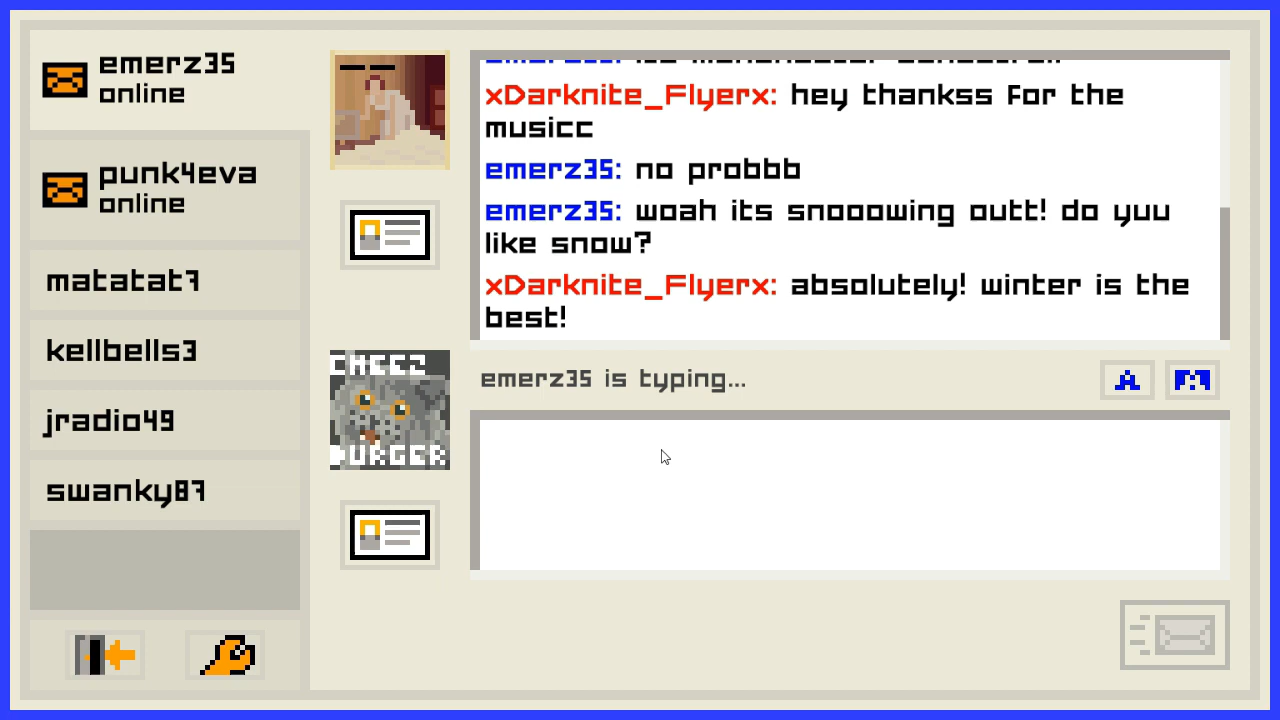 emerz35
online
punk4eva
online
matatat7
kellbells3
jradio49
swanky87
xDarknite_Flyerx: hey thankss for the
musicc
emerz35: no probbb
emerz35: woah its snooowing outt! do yuu
like snow?
xDarknite_Flyerx: absolutely! winter is the
best!
emerz35 is typing...
A
CHEEZ
BURGER